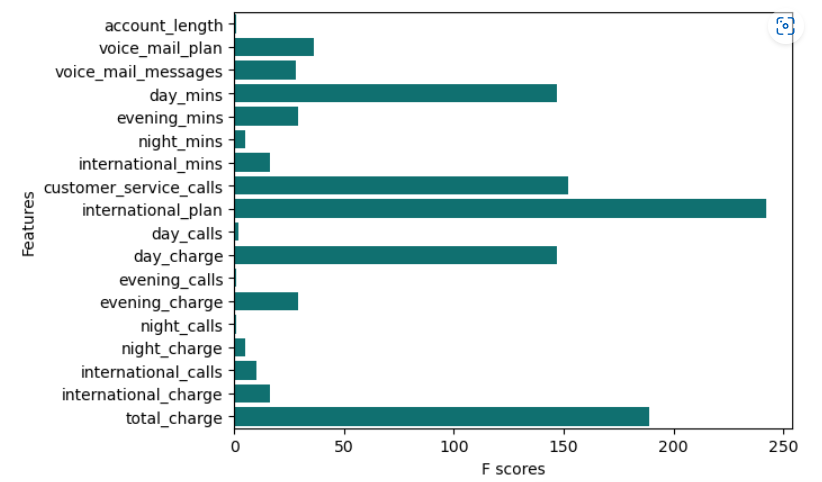 account_length
voice_mail_plan
voice_mail_messages
day_mins
evening_mins
night_mins
international_mins
customer_service_calls
international_plan
day_calls
day_charge
evening_calls
evening_charge
night_calls
night_charge
international_calls
international_charge
total_charge
Features
0 50 100 150 200 250
F scores